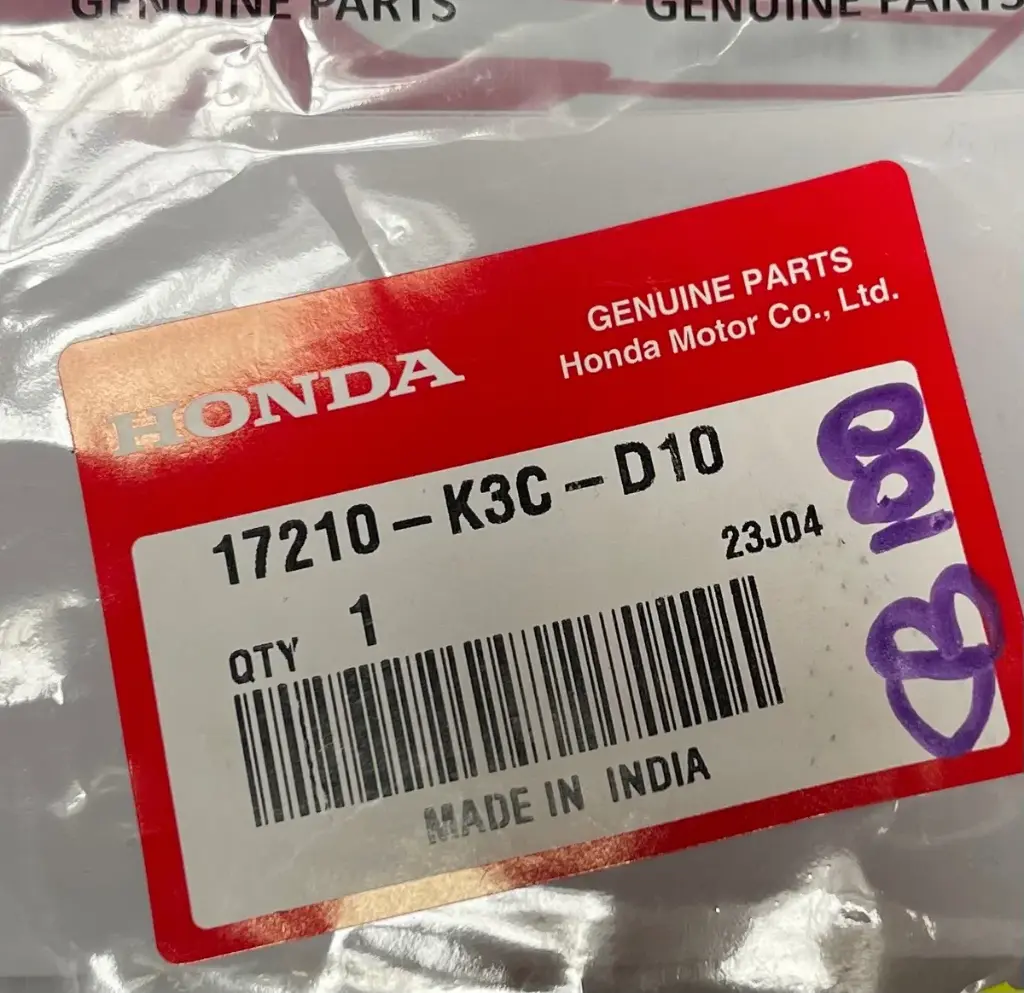 GENUINE PARTS GENUINE PARTS
GENUINE PARTS
Honda Motor Co., Ltd.
HONDA
17210-K3C-D10
23J04
QTY 1
MADE IN INDIA